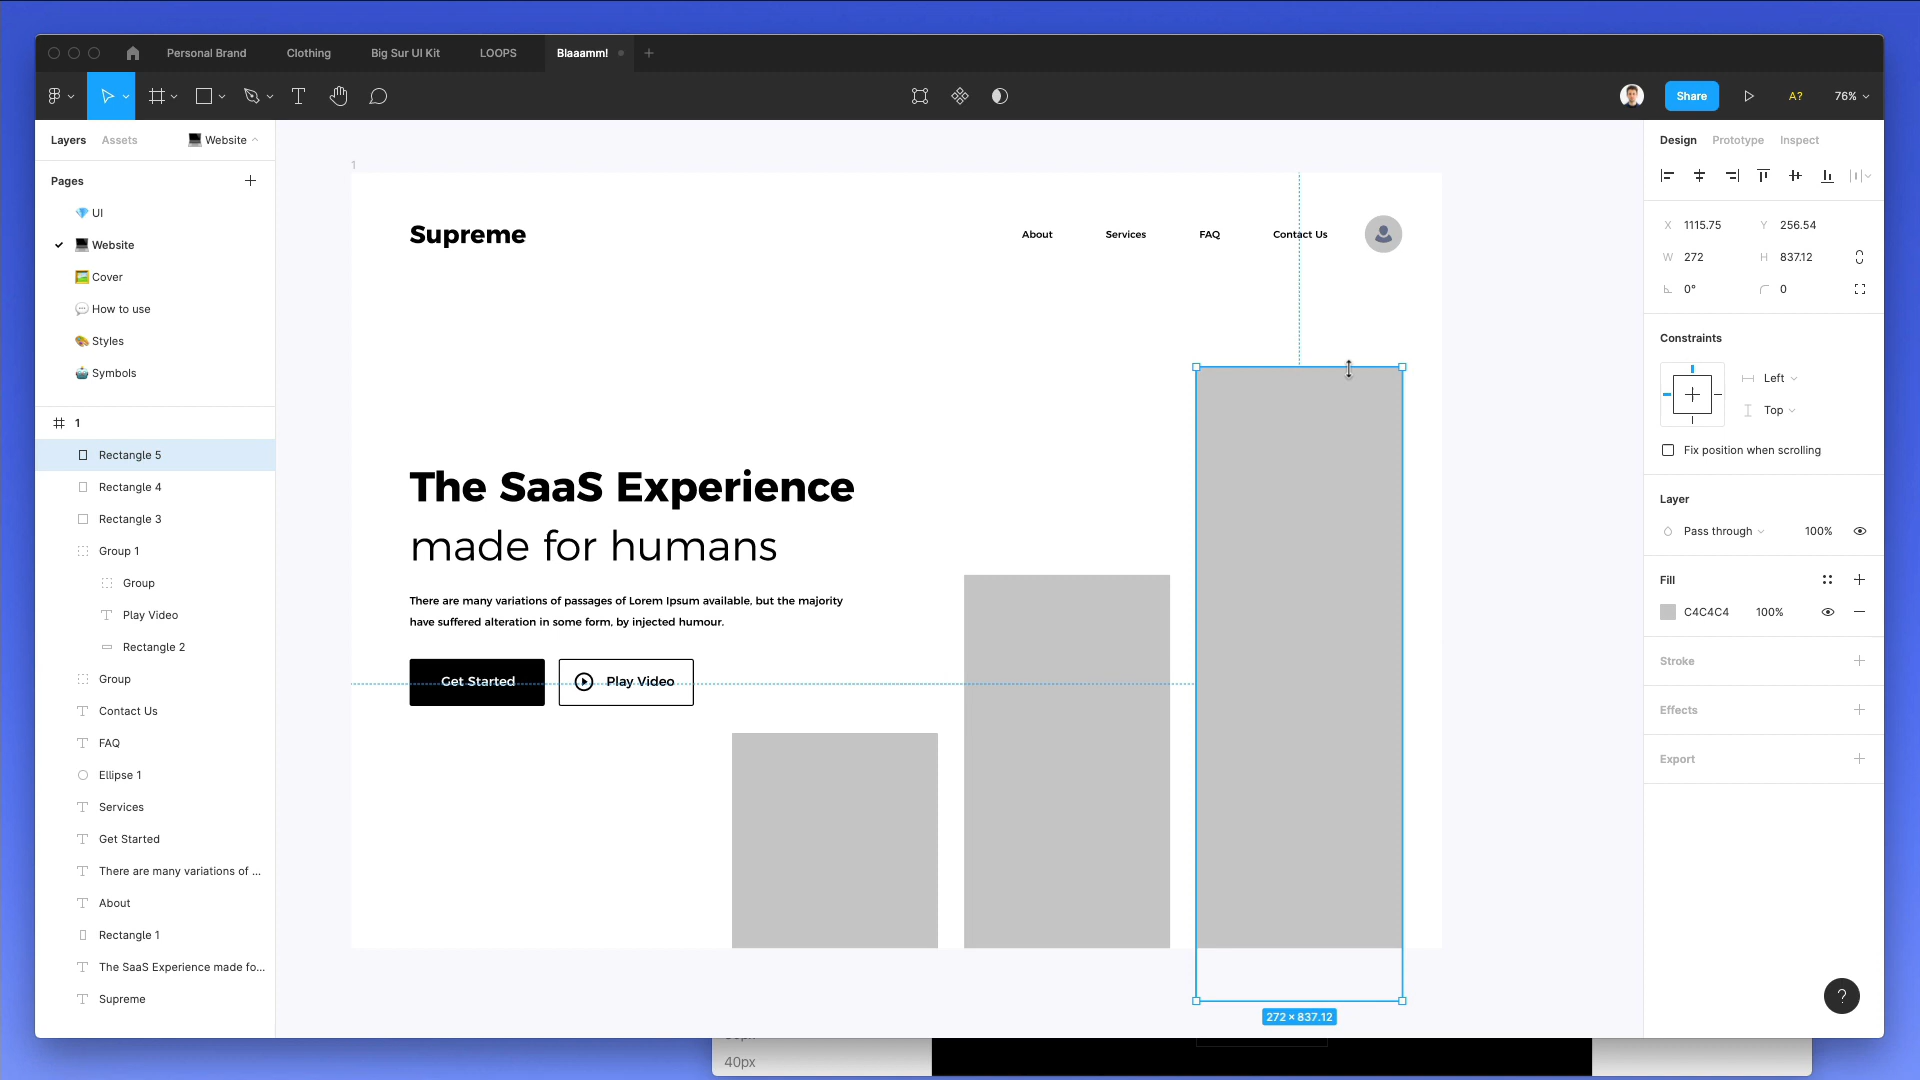 Personal Brand
Clothing
Big Sur UI Kit
LOOPS
Blaaamm!
Share
A?
76%
Layers
Assets
Website
Pages
UI
Website
Cover
How to use
Styles
Symbols
1
Rectangle 5
Rectangle 4
Rectangle 3
Group 1
Group
Play Video
Rectangle 2
Group
Contact Us
FAQ
Ellipse 1
Services
Get Started
There are many variations of ...
About
Rectangle 1
The SaaS Experience made fo...
Supreme
1
Supreme
About
Services
FAQ
Contact Us
The SaaS Experience
made for humans
There are many variations of passages of Lorem Ipsum available, but the majority
have suffered alteration in some form, by injected humour.
Get Started
Play Video
272 × 837.12
Design
Prototype
Inspect
X 1115.75
Y 256.54
W 272
H 837.12
0°
0
Constraints
Left
Top
Fix position when scrolling
Layer
Pass through
100%
Fill
C4C4C4
100%
Stroke
Effects
Export
?
40px